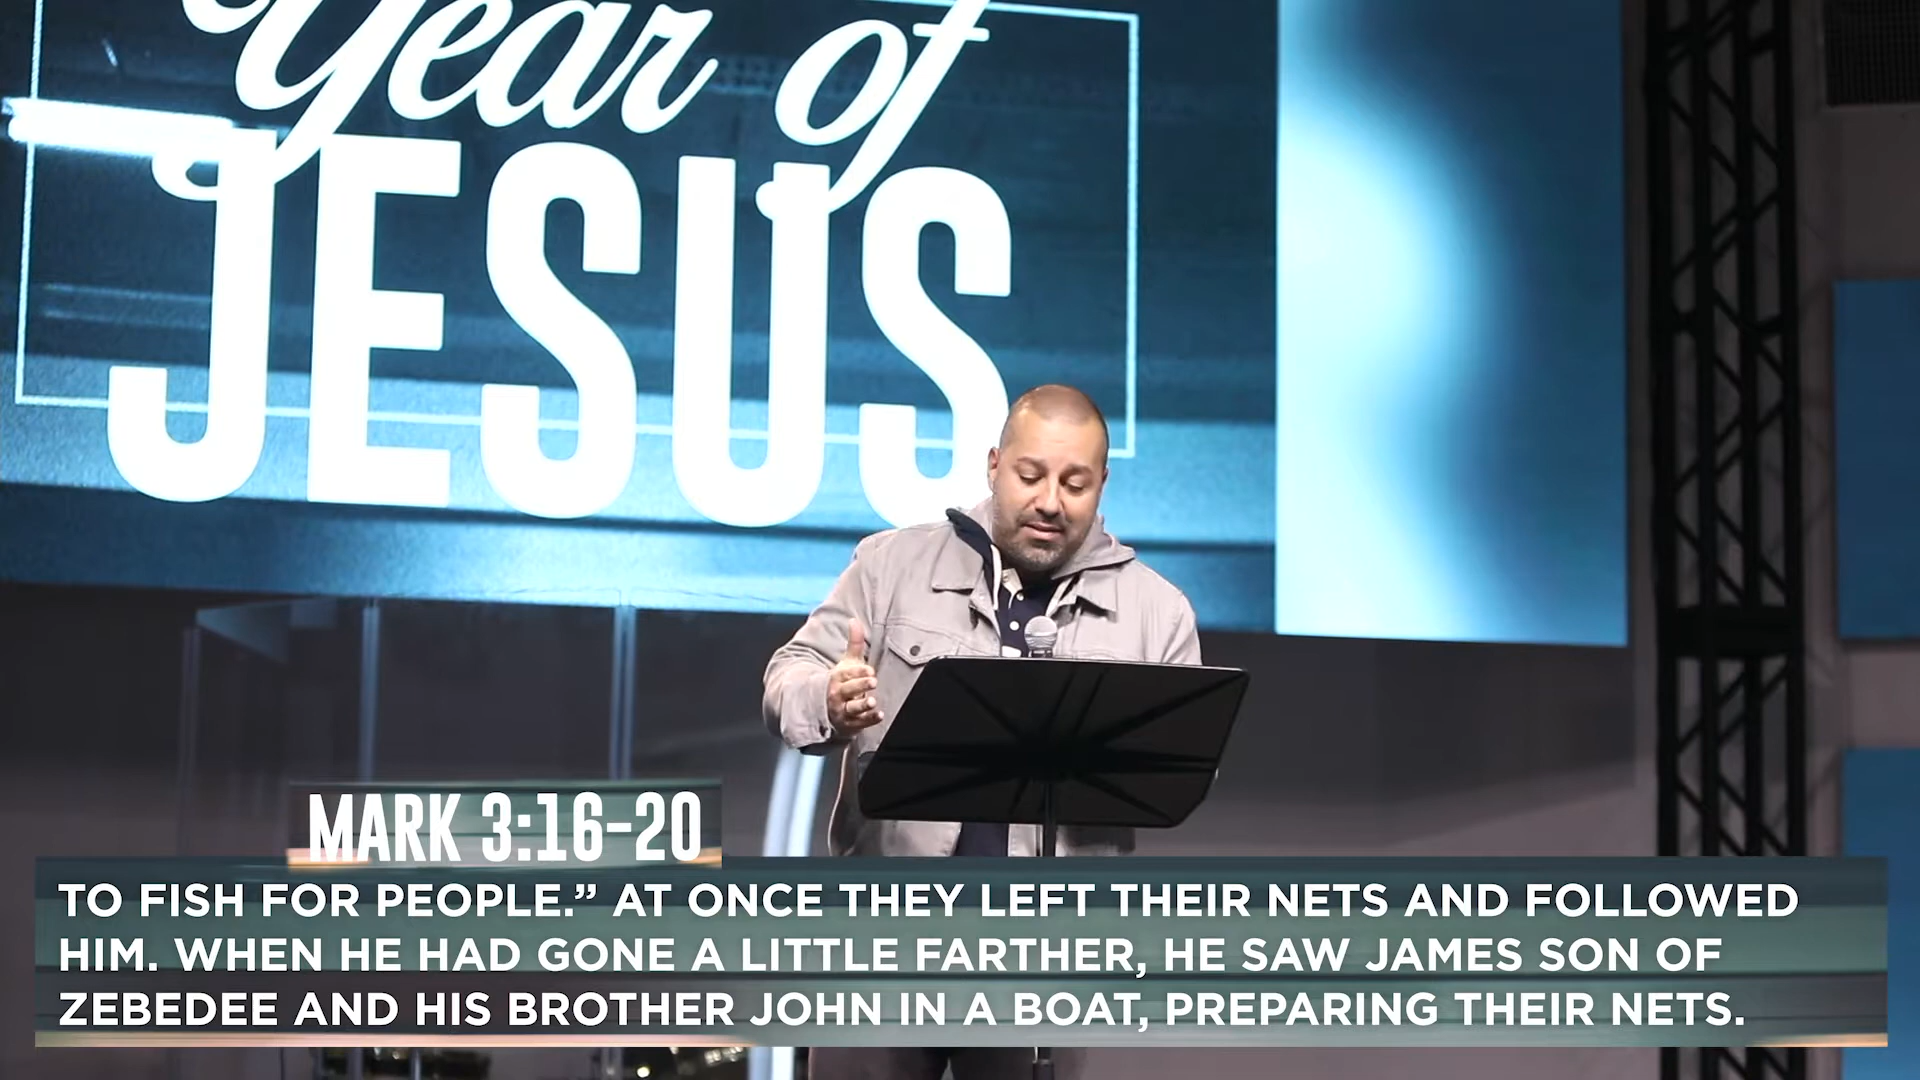 Year of
JESUS
MARK 3:16-20
TO FISH FOR PEOPLE.” AT ONCE THEY LEFT THEIR NETS AND FOLLOWED
HIM. WHEN HE HAD GONE A LITTLE FARTHER, HE SAW JAMES SON OF
ZEBEDEE AND HIS BROTHER JOHN IN A BOAT, PREPARING THEIR NETS.